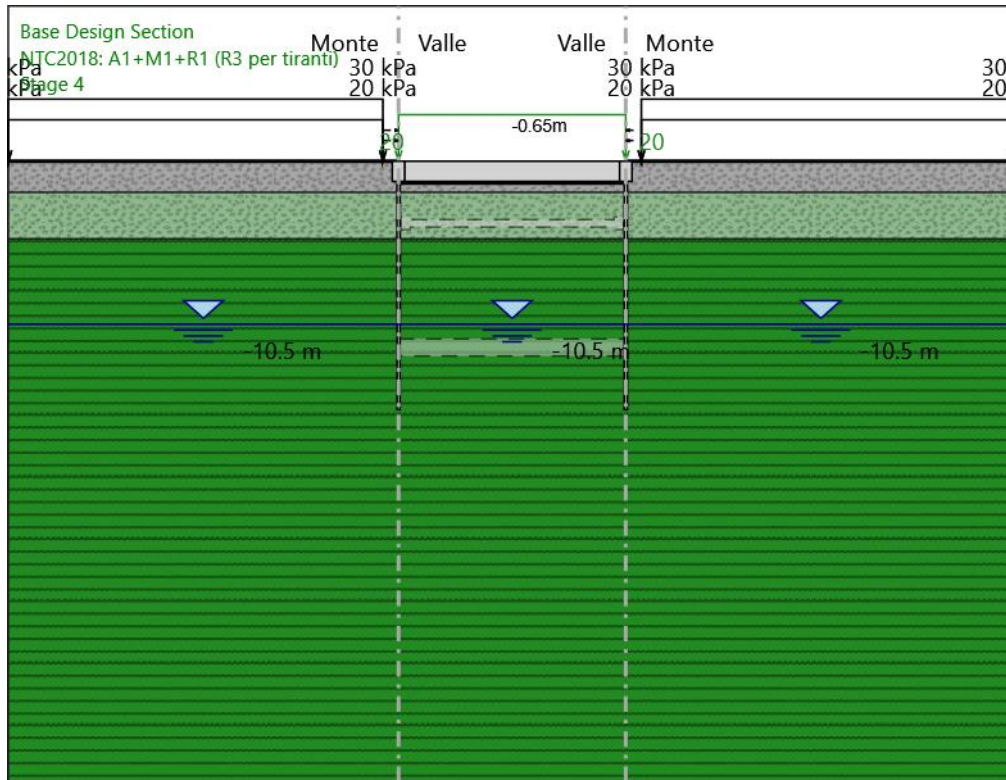 Base Design Section
Monte Valle Valle Monte
NTC2018: A1+M1+R1 (R3 per tiranti)
kPa 30 kPa 30 kPa 30
kPa 20 kPa 20 kPa 20
Stage 4
-0.65m
20 20
-10.5 m -10.5 m -10.5 m